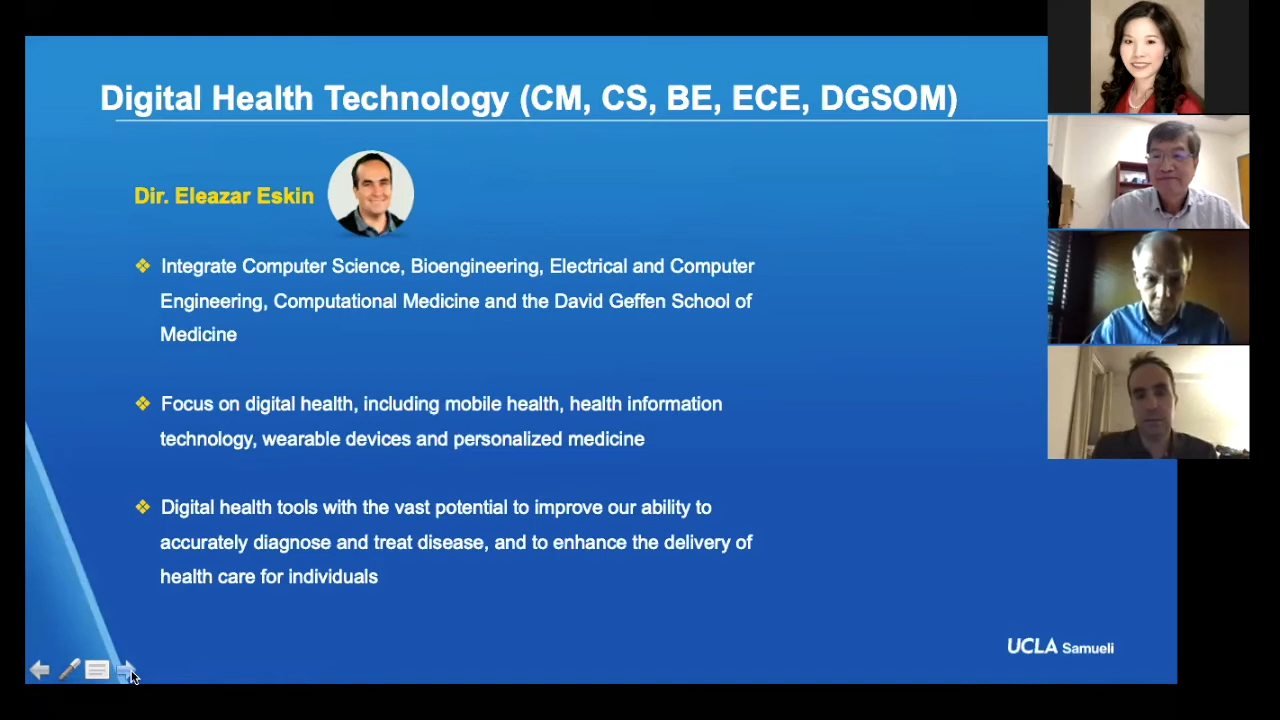 Digital Health Technology (CM, CS, BE, ECE, DGSOM)
Dir. Eleazar Eskin
❖ Integrate Computer Science, Bioengineering, Electrical and Computer
Engineering, Computational Medicine and the David Geffen School of
Medicine
❖ Focus on digital health, including mobile health, health information
technology, wearable devices and personalized medicine
❖ Digital health tools with the vast potential to improve our ability to
accurately diagnose and treat disease, and to enhance the delivery of
health care for individuals
UCLA Samueli